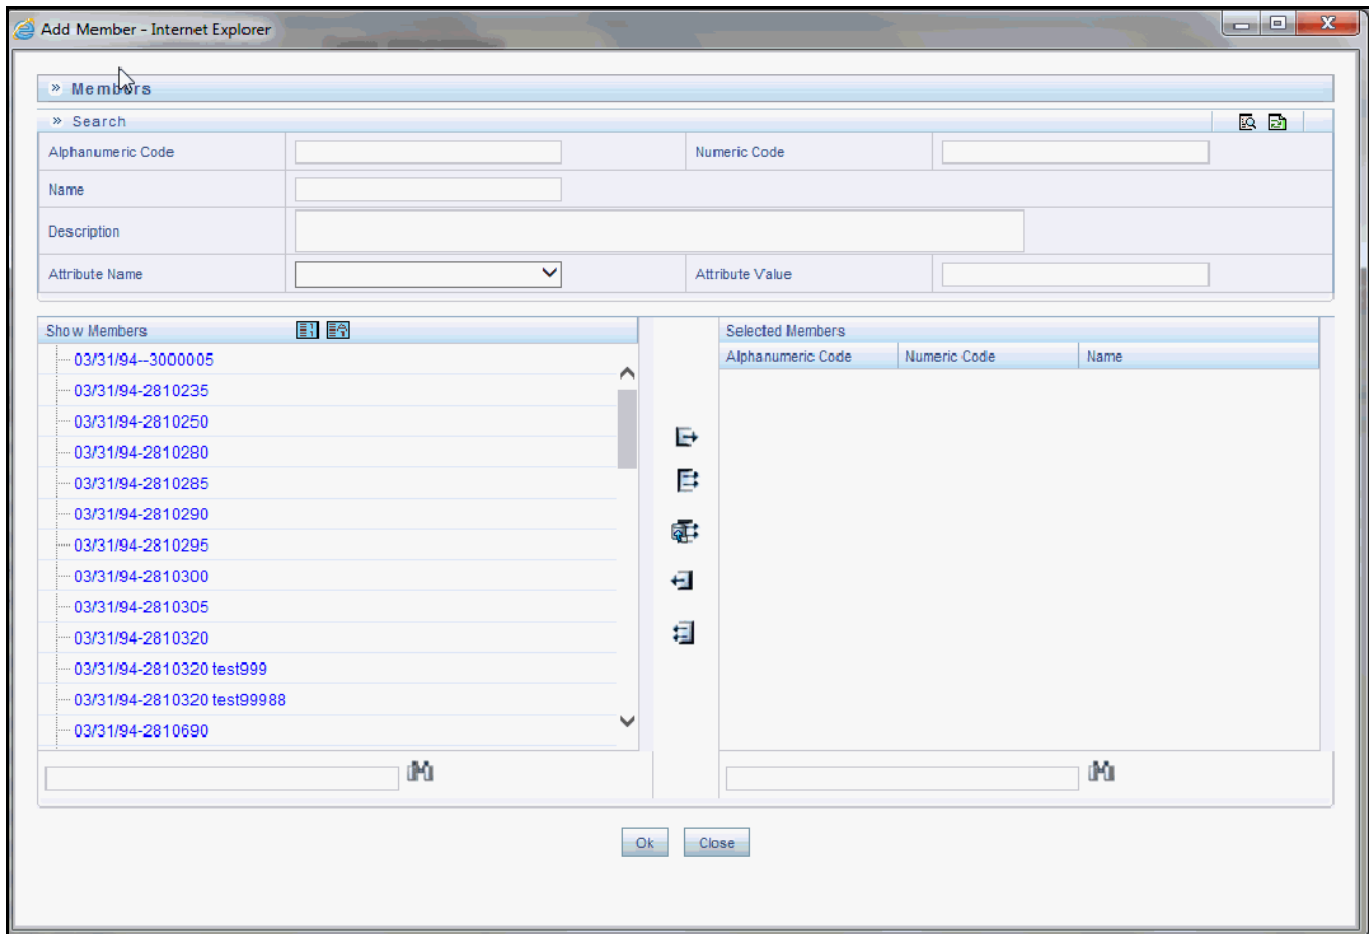 Add Member - Internet Explorer
» Members
» Search
Alphanumeric Code
Numeric Code
Name
Description
Attribute Name
Attribute Value
Show Members
03/31/94--3000005
03/31/94-2810235
03/31/94-2810250
03/31/94-2810280
03/31/94-2810285
03/31/94-2810290
03/31/94-2810295
03/31/94-2810300
03/31/94-2810305
03/31/94-2810320
03/31/94-2810320 test999
03/31/94-2810320 test99988
03/31/94-2810690
Selected Members
Alphanumeric Code Numeric Code Name
Ok Close